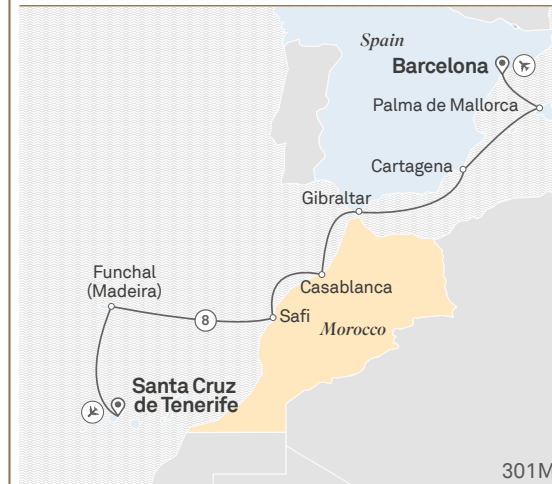 Spain
Barcelona
Palma de Mallorca
Cartagena
Gibraltar
Funchal
(Madeira)
Casablanca
8
Safi
Morocco
Santa Cruz
de Tenerife
301M